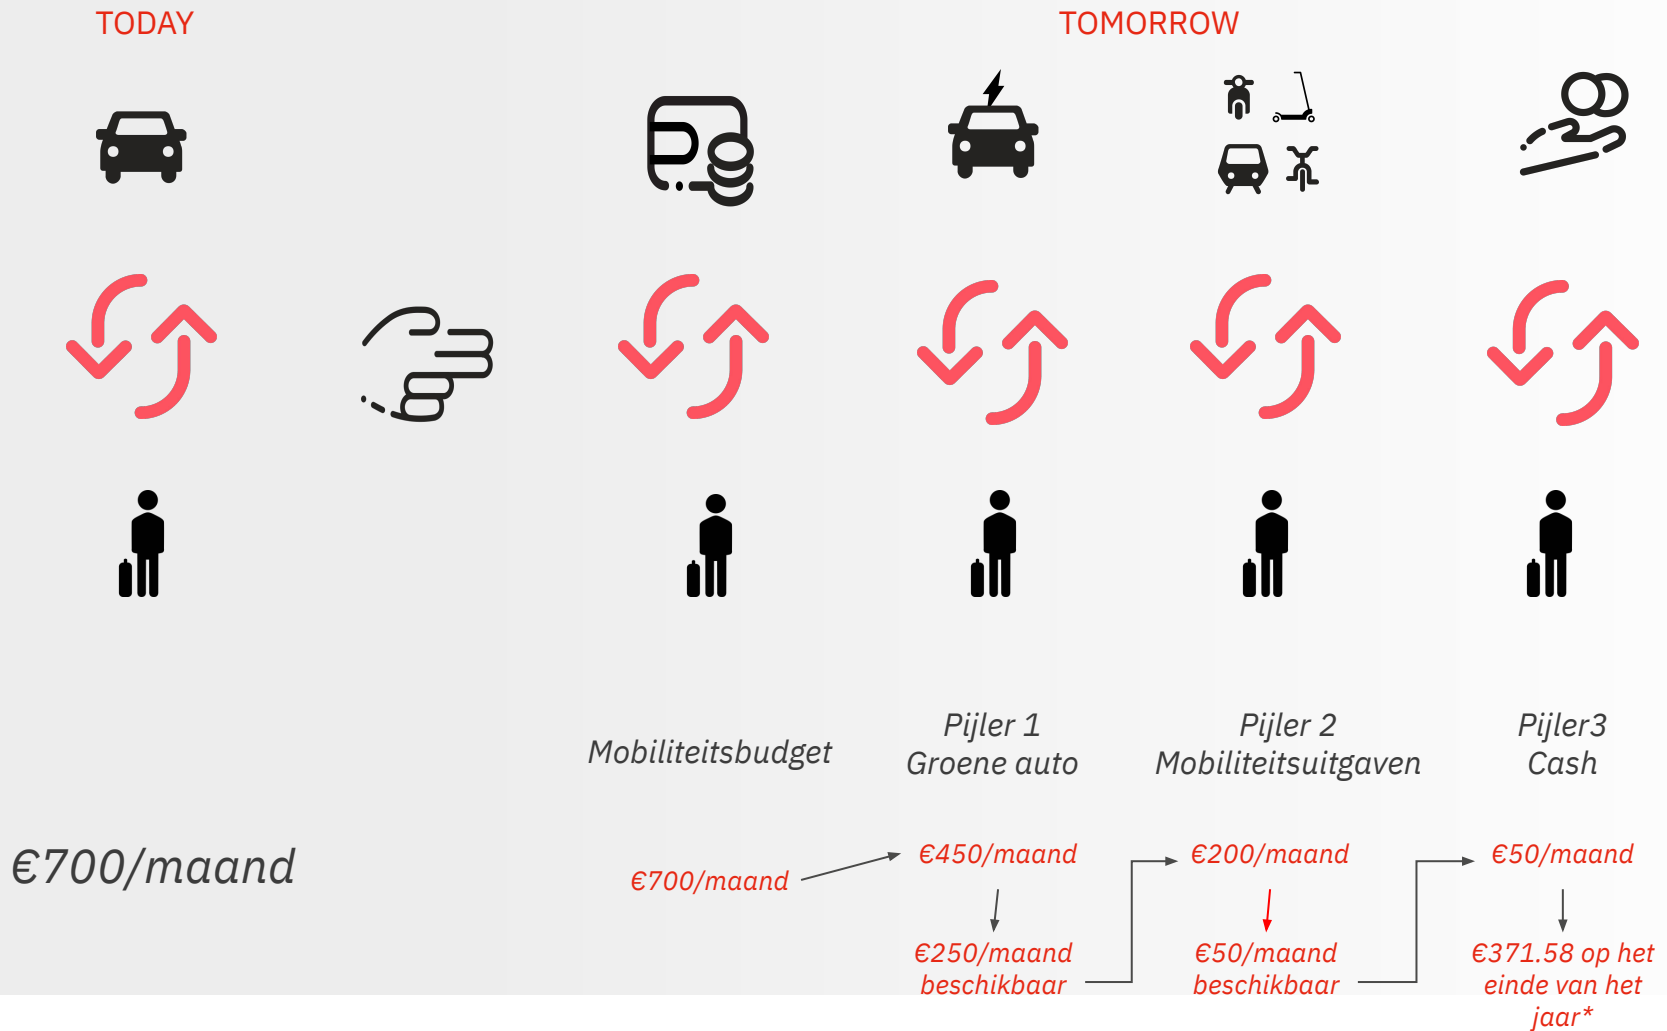 TODAY
TOMORROW
Mobiliteitsbudget
Pijler 1
Groene auto
Pijler 2
Mobiliteitsuitgaven
Pijler3
Cash
€700/maand
€700/maand
€450/maand
€250/maand
beschikbaar
€200/maand
€50/maand
beschikbaar
€50/maand
€371.58 op het
einde van het
jaar*